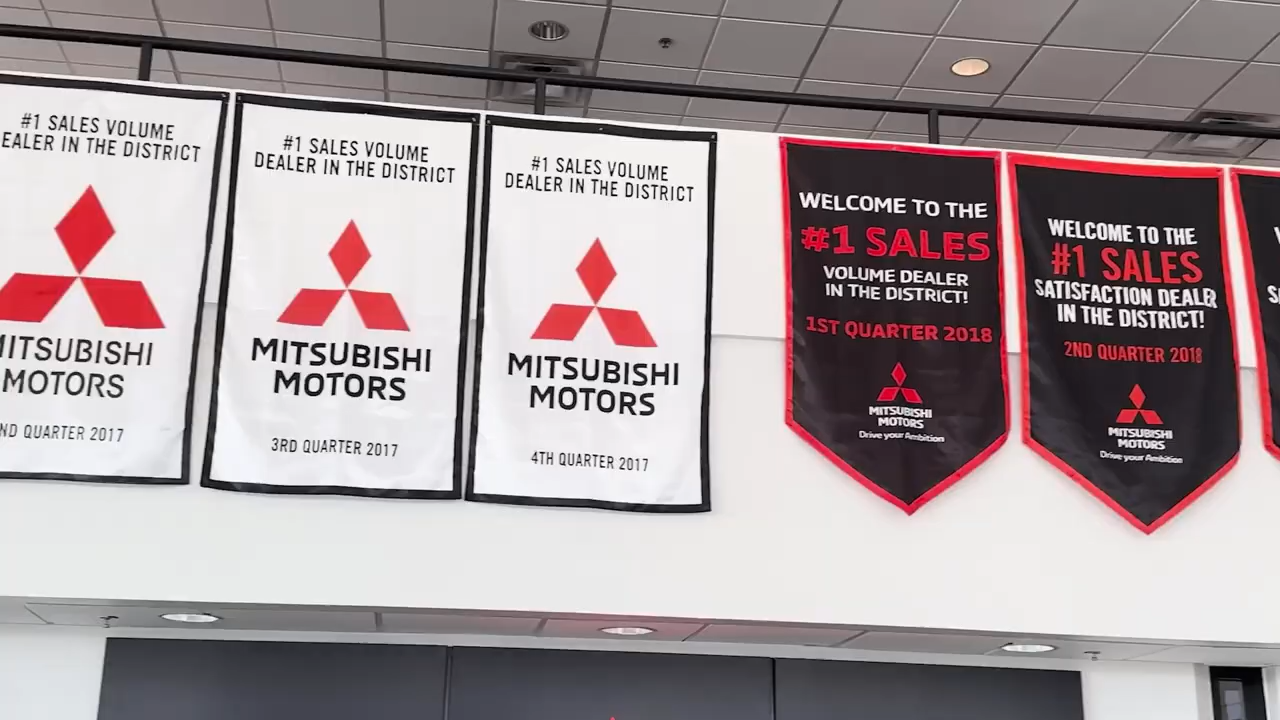 #1 SALES VOLUME
EALER IN THE DISTRICT
MITSUBISHI
MOTORS
ND QUARTER 2017
#1 SALES VOLUME
DEALER IN THE DISTRICT
MITSUBISHI
MOTORS
3RD QUARTER 2017
#1 SALES VOLUME
DEALER IN THE DISTRICT
MITSUBISHI
MOTORS
4TH QUARTER 2017
WELCOME TO THE
#1 SALES
VOLUME DEALER
IN THE DISTRICT!
1ST QUARTER 2018
MITSUBISHI
MOTORS
Drive your Ambition
WELCOME TO THE
#1 SALES
SATISFACTION DEALR
IN THE DISTRICT!
2ND QUARTER 2018
MITSUBISHI
MOTORS
Drive your Ambition